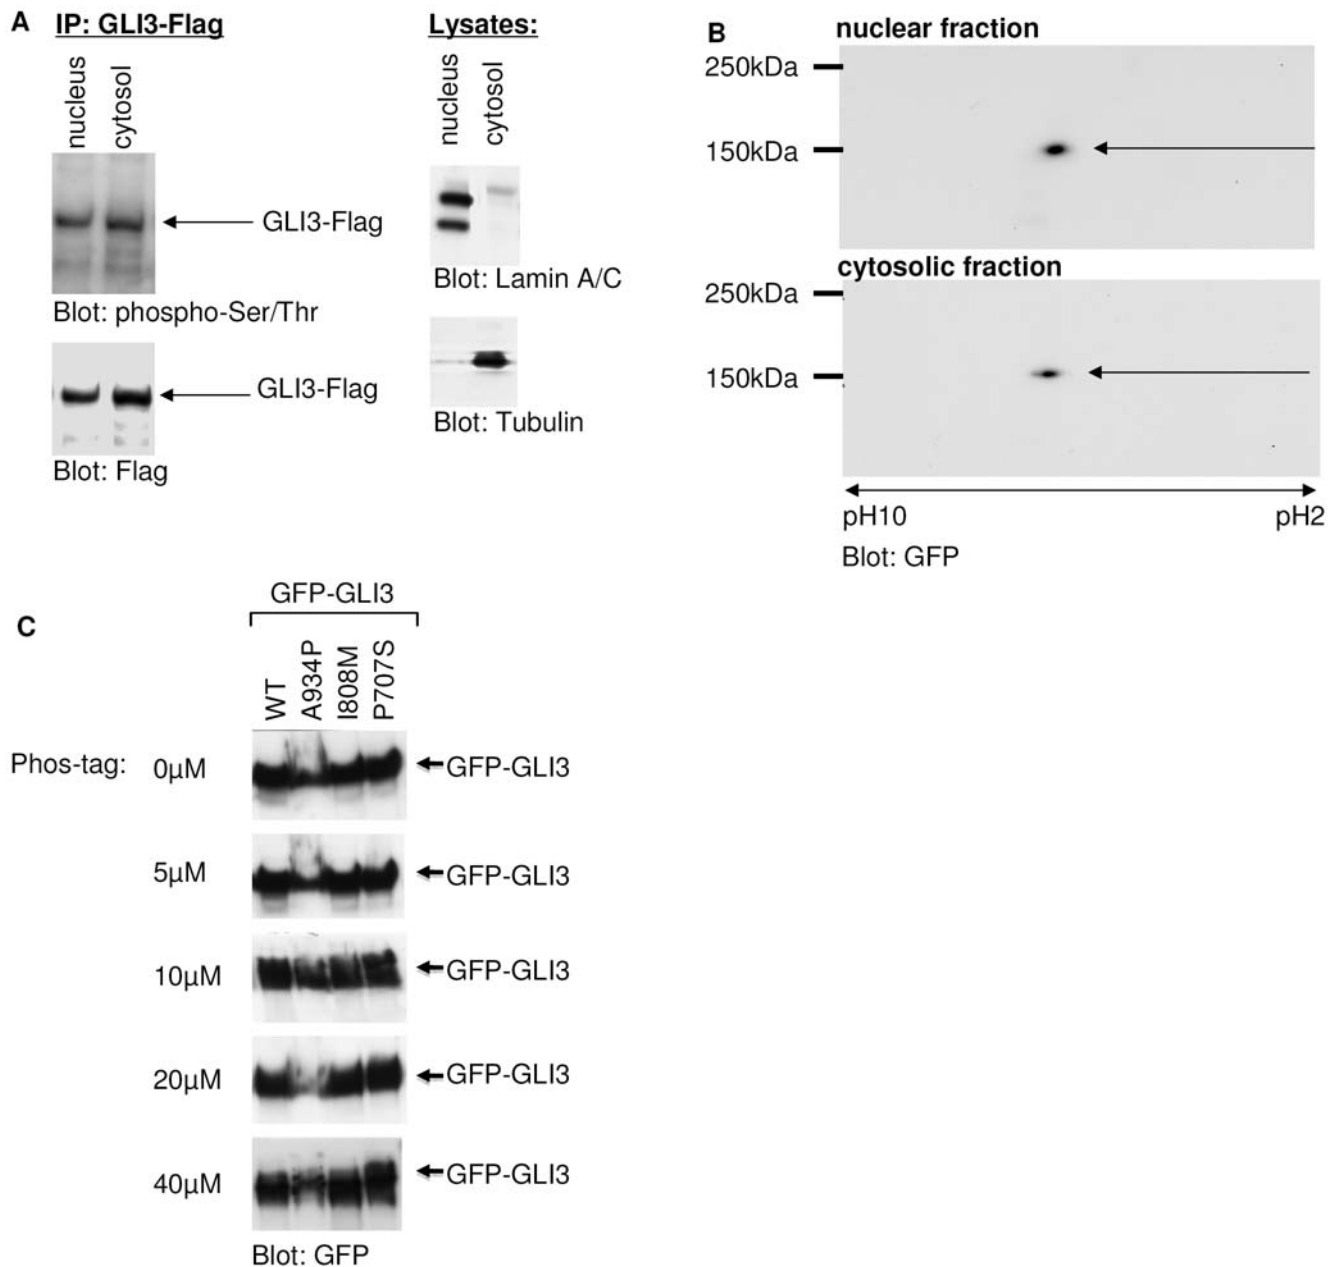 A
IP: GLI3-Flag
nucleus
cytosol
GLI3-Flag
Blot: phospho-Ser/Thr
GLI3-Flag
Blot: Flag
Lysates:
nucleus
cytosol
Blot: Lamin A/C
Blot: Tubulin
B
nuclear fraction
250kDa
150kDa
cytosolic fraction
250kDa
150kDa
pH10
pH2
Blot: GFP
C
GFP-GLI3
WT
A934P
I808M
P707S
Phos-tag:
0µM
GFP-GLI3
5µM
GFP-GLI3
10µM
GFP-GLI3
20µM
GFP-GLI3
40µM
GFP-GLI3
Blot: GFP